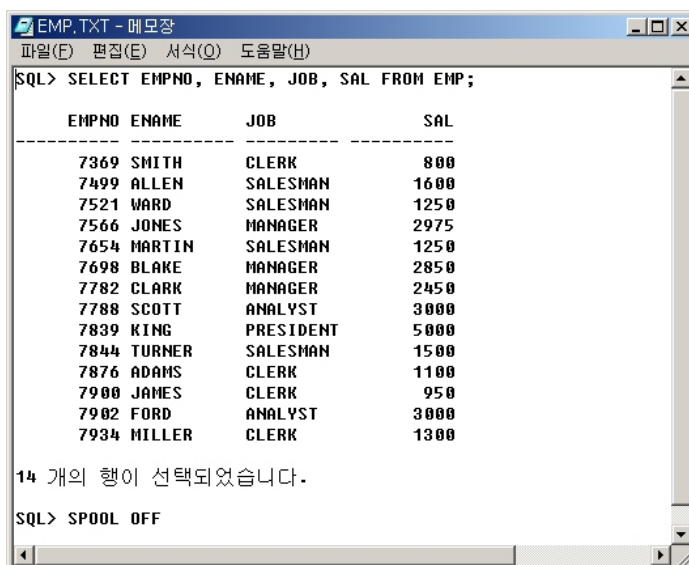 EMP.TXT - 메모장
파일(F) 편집(E) 서식(O) 도움말(H)
SQL> SELECT EMPNO, ENAME, JOB, SAL FROM EMP;
EMPNO ENAME JOB SAL
---------- ---------- --------- ----------
7369 SMITH CLERK 800
7499 ALLEN SALESMAN 1600
7521 WARD SALESMAN 1250
7566 JONES MANAGER 2975
7654 MARTIN SALESMAN 1250
7698 BLAKE MANAGER 2850
7782 CLARK MANAGER 2450
7788 SCOTT ANALYST 3000
7839 KING PRESIDENT 5000
7844 TURNER SALESMAN 1500
7876 ADAMS CLERK 1100
7900 JAMES CLERK 950
7902 FORD ANALYST 3000
7934 MILLER CLERK 1300
14 개의 행이 선택되었습니다.
SQL> SPOOL OFF